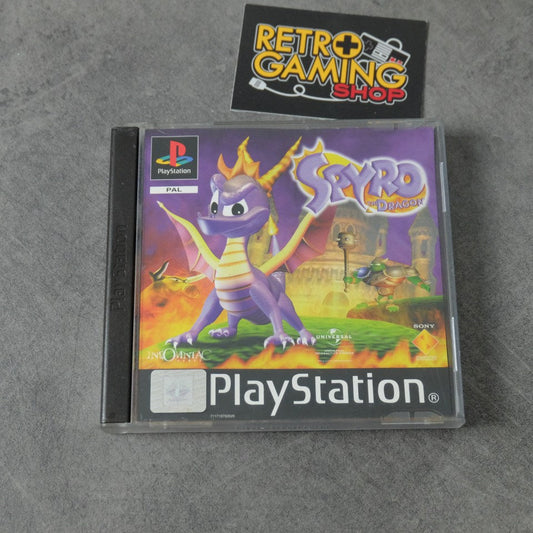 RETRO
GAMING
SHOP
PlayStation
PAL
SPYRO
THE DRAGON
INSOMNIAC
UNIVERSAL
SONY
PlayStation®
PlayStation